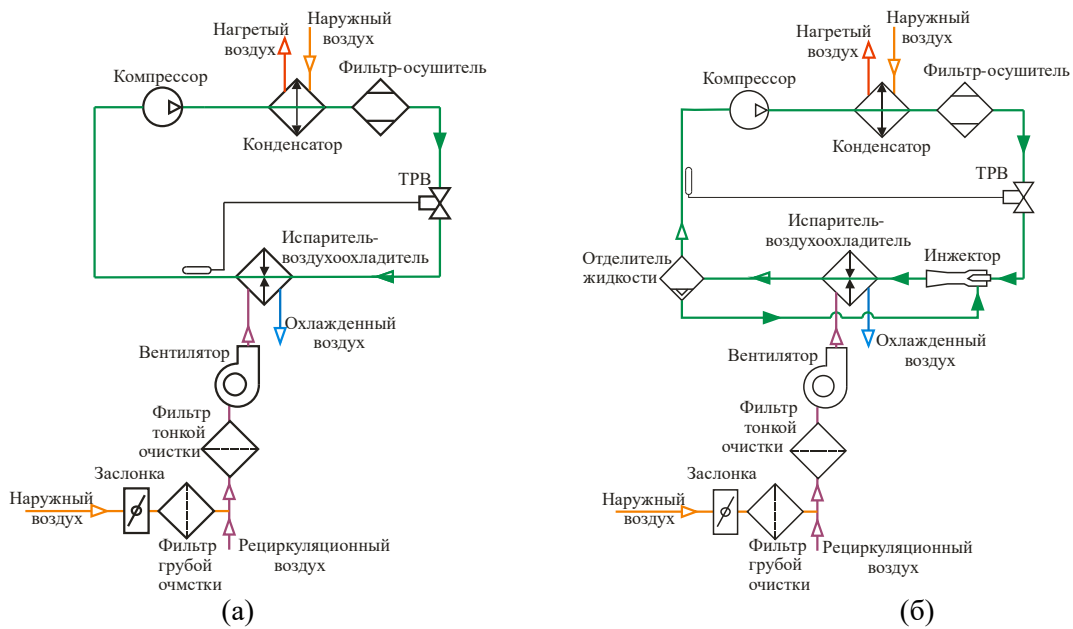 Нагретый
воздух
Наружный
воздух
Компрессор
Фильтр-осушитель
Конденсатор
ТРВ
Испаритель-
воздухоохладитель
Охлажденный
воздух
Вентилятор
Фильтр
тонкой
очистки
Заслонка
Наружный
воздух
Фильтр
грубой
очмстки
Рециркуляционный
воздух
(а)
Нагретый
воздух
Наружный
воздух
Компрессор
Фильтр-осушитель
Конденсатор
ТРВ
Испаритель-
воздухоохладитель
Инжектор
Отделитель
жидкости
Охлажденный
воздух
Вентилятор
Фильтр
тонкой
очистки
Заслонка
Наружный
воздух
Фильтр
грубой
очистки
Рециркуляционный
воздух
(б)